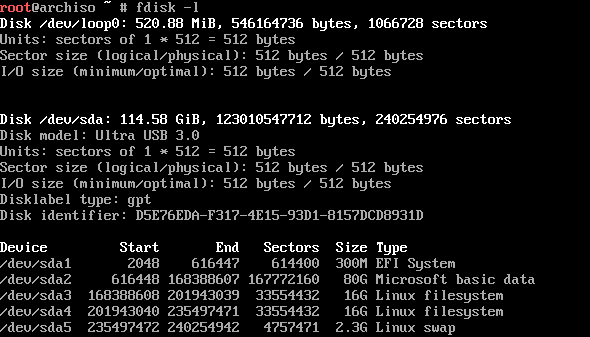 root@archiso ~ # fdisk -l
Disk /dev/loop0: 520.88 MiB, 546164736 bytes, 1066728 sectors
Units: sectors of 1 * 512 = 512 bytes
Sector size (logical/physical): 512 bytes / 512 bytes
I/O size (minimum/optimal): 512 bytes / 512 bytes
Disk /dev/sda: 114.58 GiB, 123010547712 bytes, 240254976 sectors
Disk model: Ultra USB 3.0
Units: sectors of 1 * 512 = 512 bytes
Sector size (logical/physical): 512 bytes / 512 bytes
I/O size (minimum/optimal): 512 bytes / 512 bytes
Disklabel type: gpt
Disk identifier: D5E76EDA-F317-4E15-93D1-8157DCD8931D
Device Start End Sectors Size Type
/dev/sda1 2048 616447 614400 300M EFI System
/dev/sda2 616448 168388607 167772160 80G Microsoft basic data
/dev/sda3 168388608 201943039 33554432 16G Linux filesystem
/dev/sda4 201943040 235497471 33554432 16G Linux filesystem
/dev/sda5 235497472 240254942 4757471 2.3G Linux swap